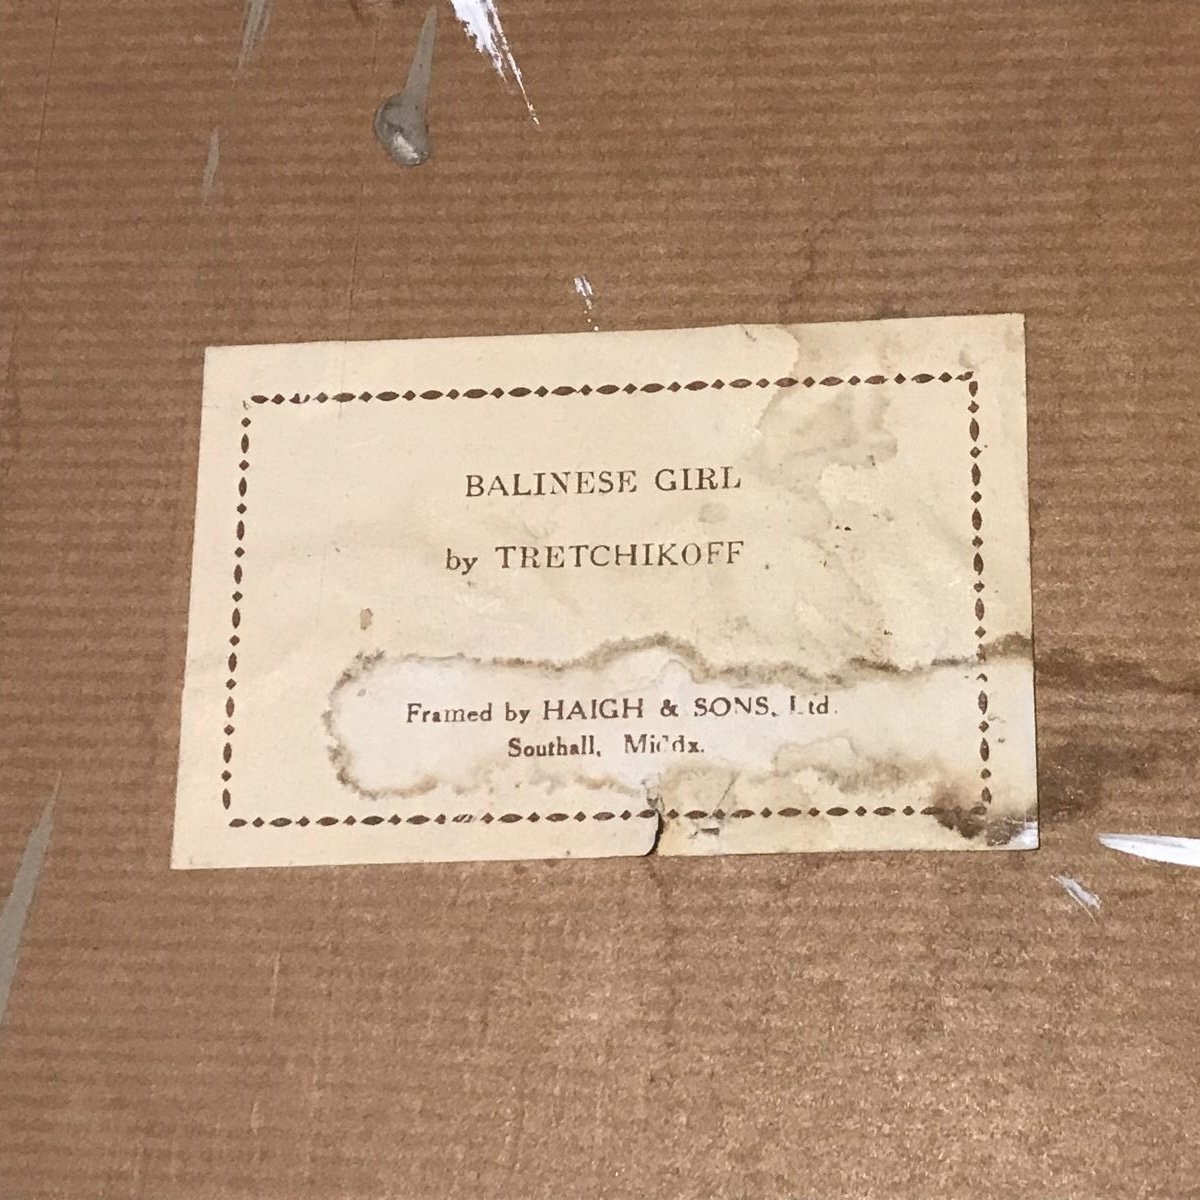 BALINESE GIRL
by TRETCHIKOFF
Framed by HAIGH & SONS, Ltd.
Southall, Middx.